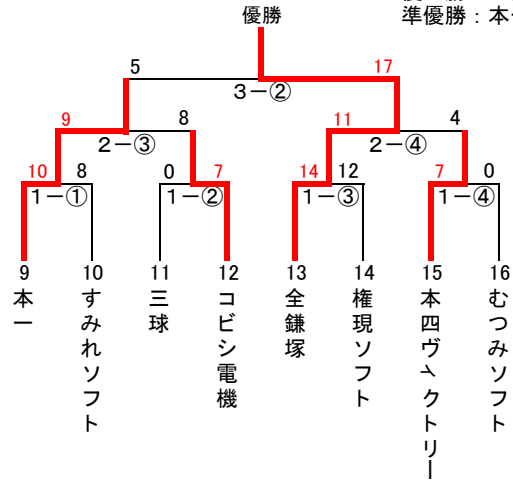 優勝
準優勝：本
5
17
3－②
9
8
11
4
2－③
2－④
10
8
0
7
14
12
7
0
1－①
1－②
1－③
1－④
9
10
11
12
13
14
15
16
本一
すみれソフト
三球
コビシ電機
全鎌塚
権現ソフト
本四ヴィクトリー
むつみソフト